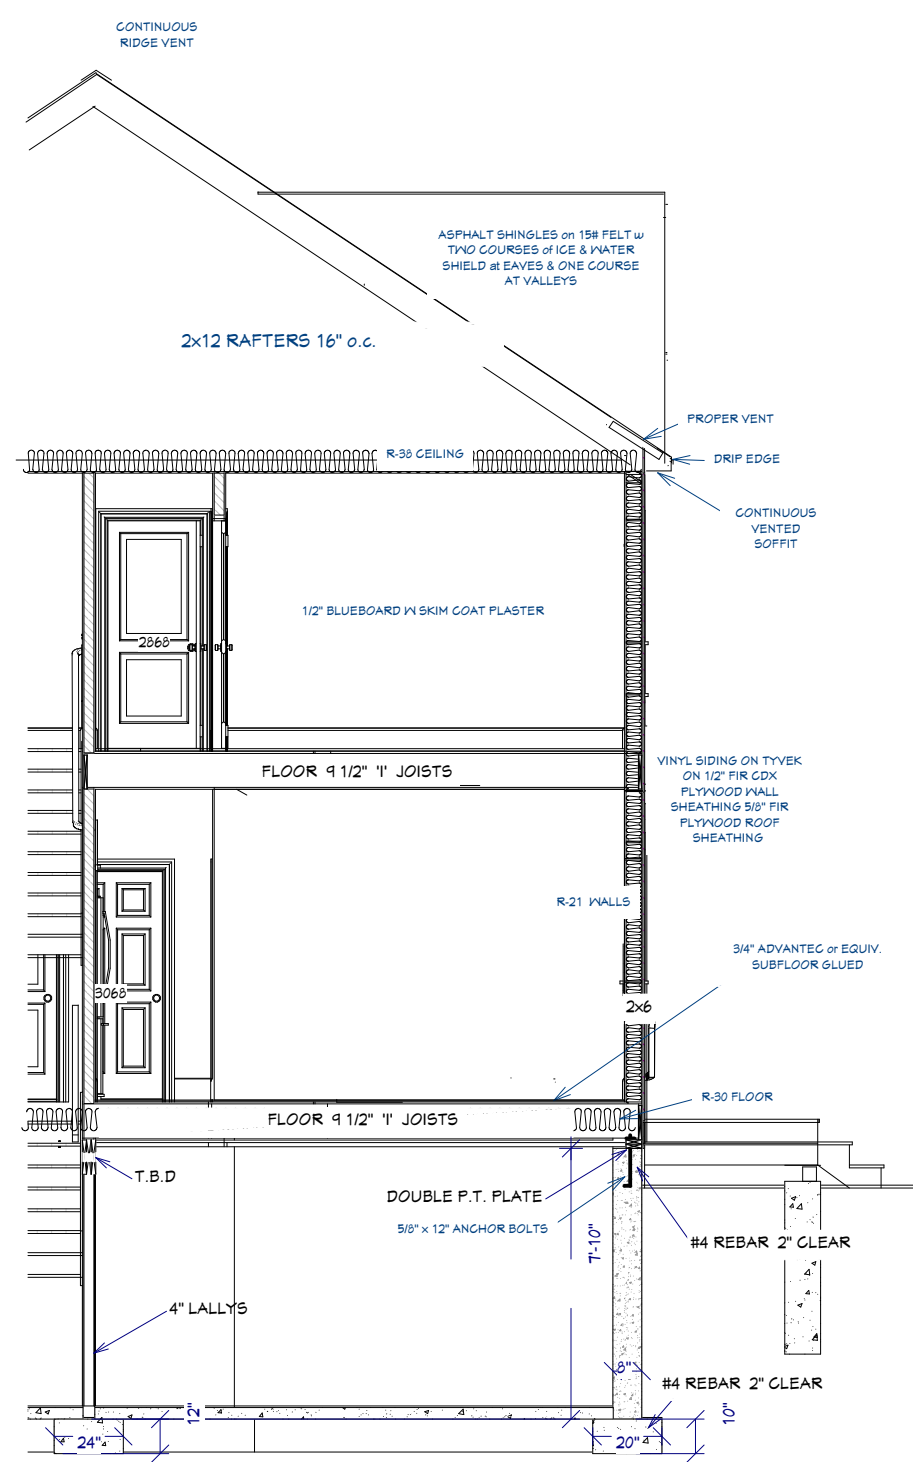 CONTINUOUS
RIDGE VENT
ASPHALT SHINGLES on 15# FELT w
TWO COURSES of ICE & WATER
SHIELD at EAVES & ONE COURSE
AT VALLEYS
2x12 RAFTERS 16" o.c.
PROPER VENT
R-38 CEILING
DRIP EDGE
CONTINUOUS
VENTED
SOFFIT
1/2" BLUEBOARD W SKIM COAT PLASTER
2868
FLOOR 9 1/2" 'I' JOISTS
VINYL SIDING ON TYVEK
ON 1/2" FIR CDX
PLYWOOD WALL
SHEATHING 5/8" FIR
PLYWOOD ROOF
SHEATHING
R-21 WALLS
3/4" ADVANTEC or EQUIV.
SUBFLOOR GLUED
3068
2x6
R-30 FLOOR
FLOOR 9 1/2" 'I' JOISTS
T.B.D
DOUBLE P.T. PLATE
5/8" x 12" ANCHOR BOLTS
7'-10"
#4 REBAR 2" CLEAR
4" LALLYS
8"
#4 REBAR 2" CLEAR
12"
10"
24"
20"